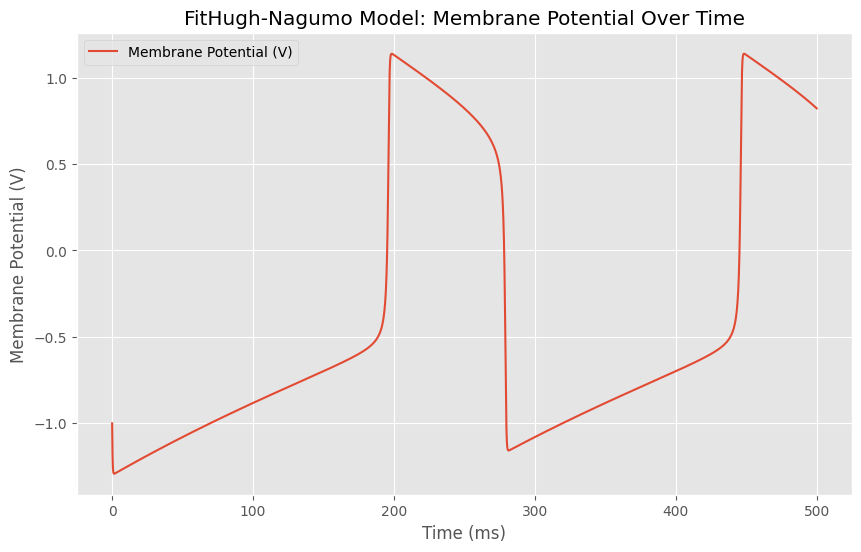 FitHugh-Nagumo Model: Membrane Potential Over Time
Membrane Potential (V)
Membrane Potential (V)
1.0
0.5
0.0
−0.5
−1.0
0 100 200 300 400 500
Time (ms)